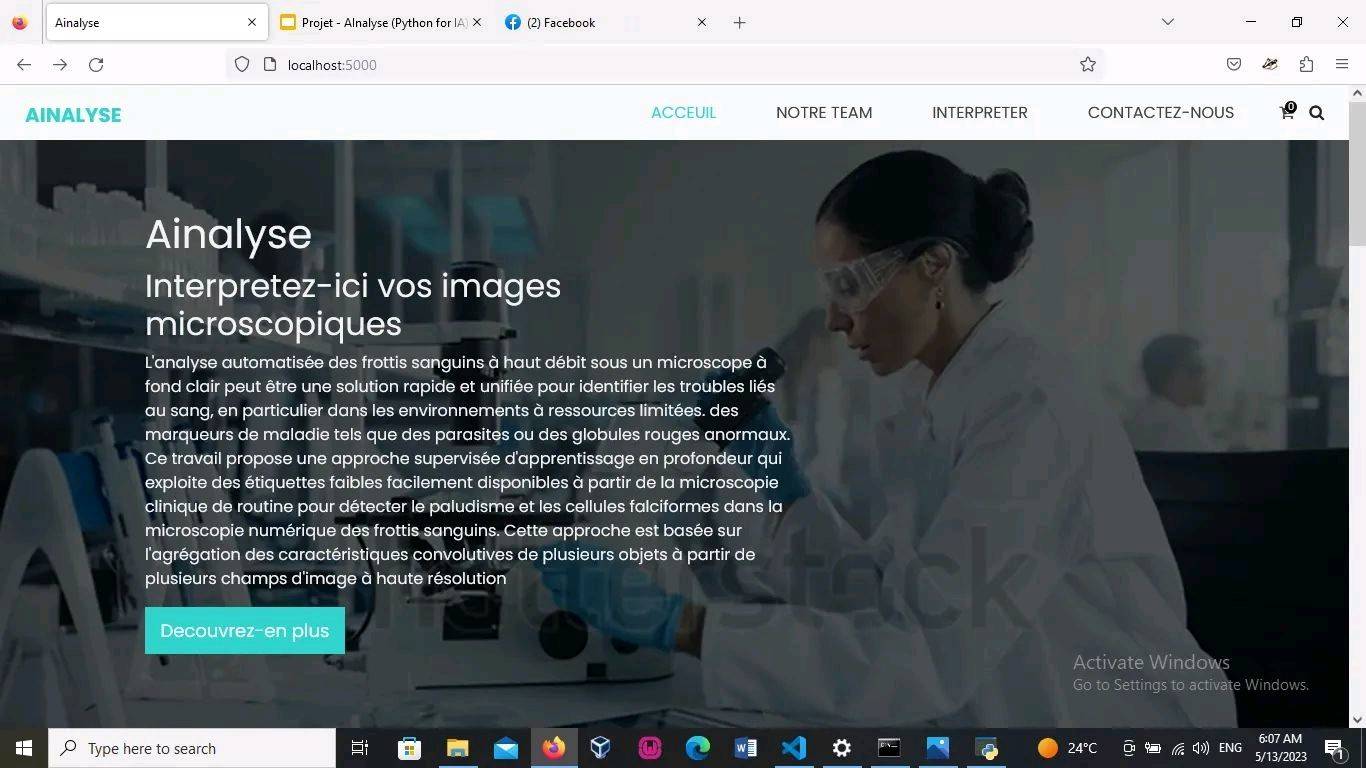 Ainalyse
Projet - AInalyse (Python for IA)
(2) Facebook
localhost:5000
AINALYSE
ACCEUIL
NOTRE TEAM
INTERPRETER
CONTACTEZ-NOUS
0
Ainalyse
Interpretez-ici vos images
microscopiques
L'analyse automatisée des frottis sanguins à haut débit sous un microscope à
fond clair peut être une solution rapide et unifiée pour identifier les troubles liés
au sang, en particulier dans les environnements à ressources limitées. des
marqueurs de maladie tels que des parasites ou des globules rouges anormaux.
Ce travail propose une approche supervisée d'apprentissage en profondeur qui
exploite des étiquettes faibles facilement disponibles à partir de la microscopie
clinique de routine pour détecter le paludisme et les cellules falciformes dans la
microscopie numérique des frottis sanguins. Cette approche est basée sur
l'agrégation des caractéristiques convolutives de plusieurs objets à partir de
plusieurs champs d'image à haute résolution
shutterstock
Decouvrez-en plus
Activate Windows
Go to Settings to activate Windows.
Type here to search
24°C
ENG
6:07 AM
5/13/2023
1